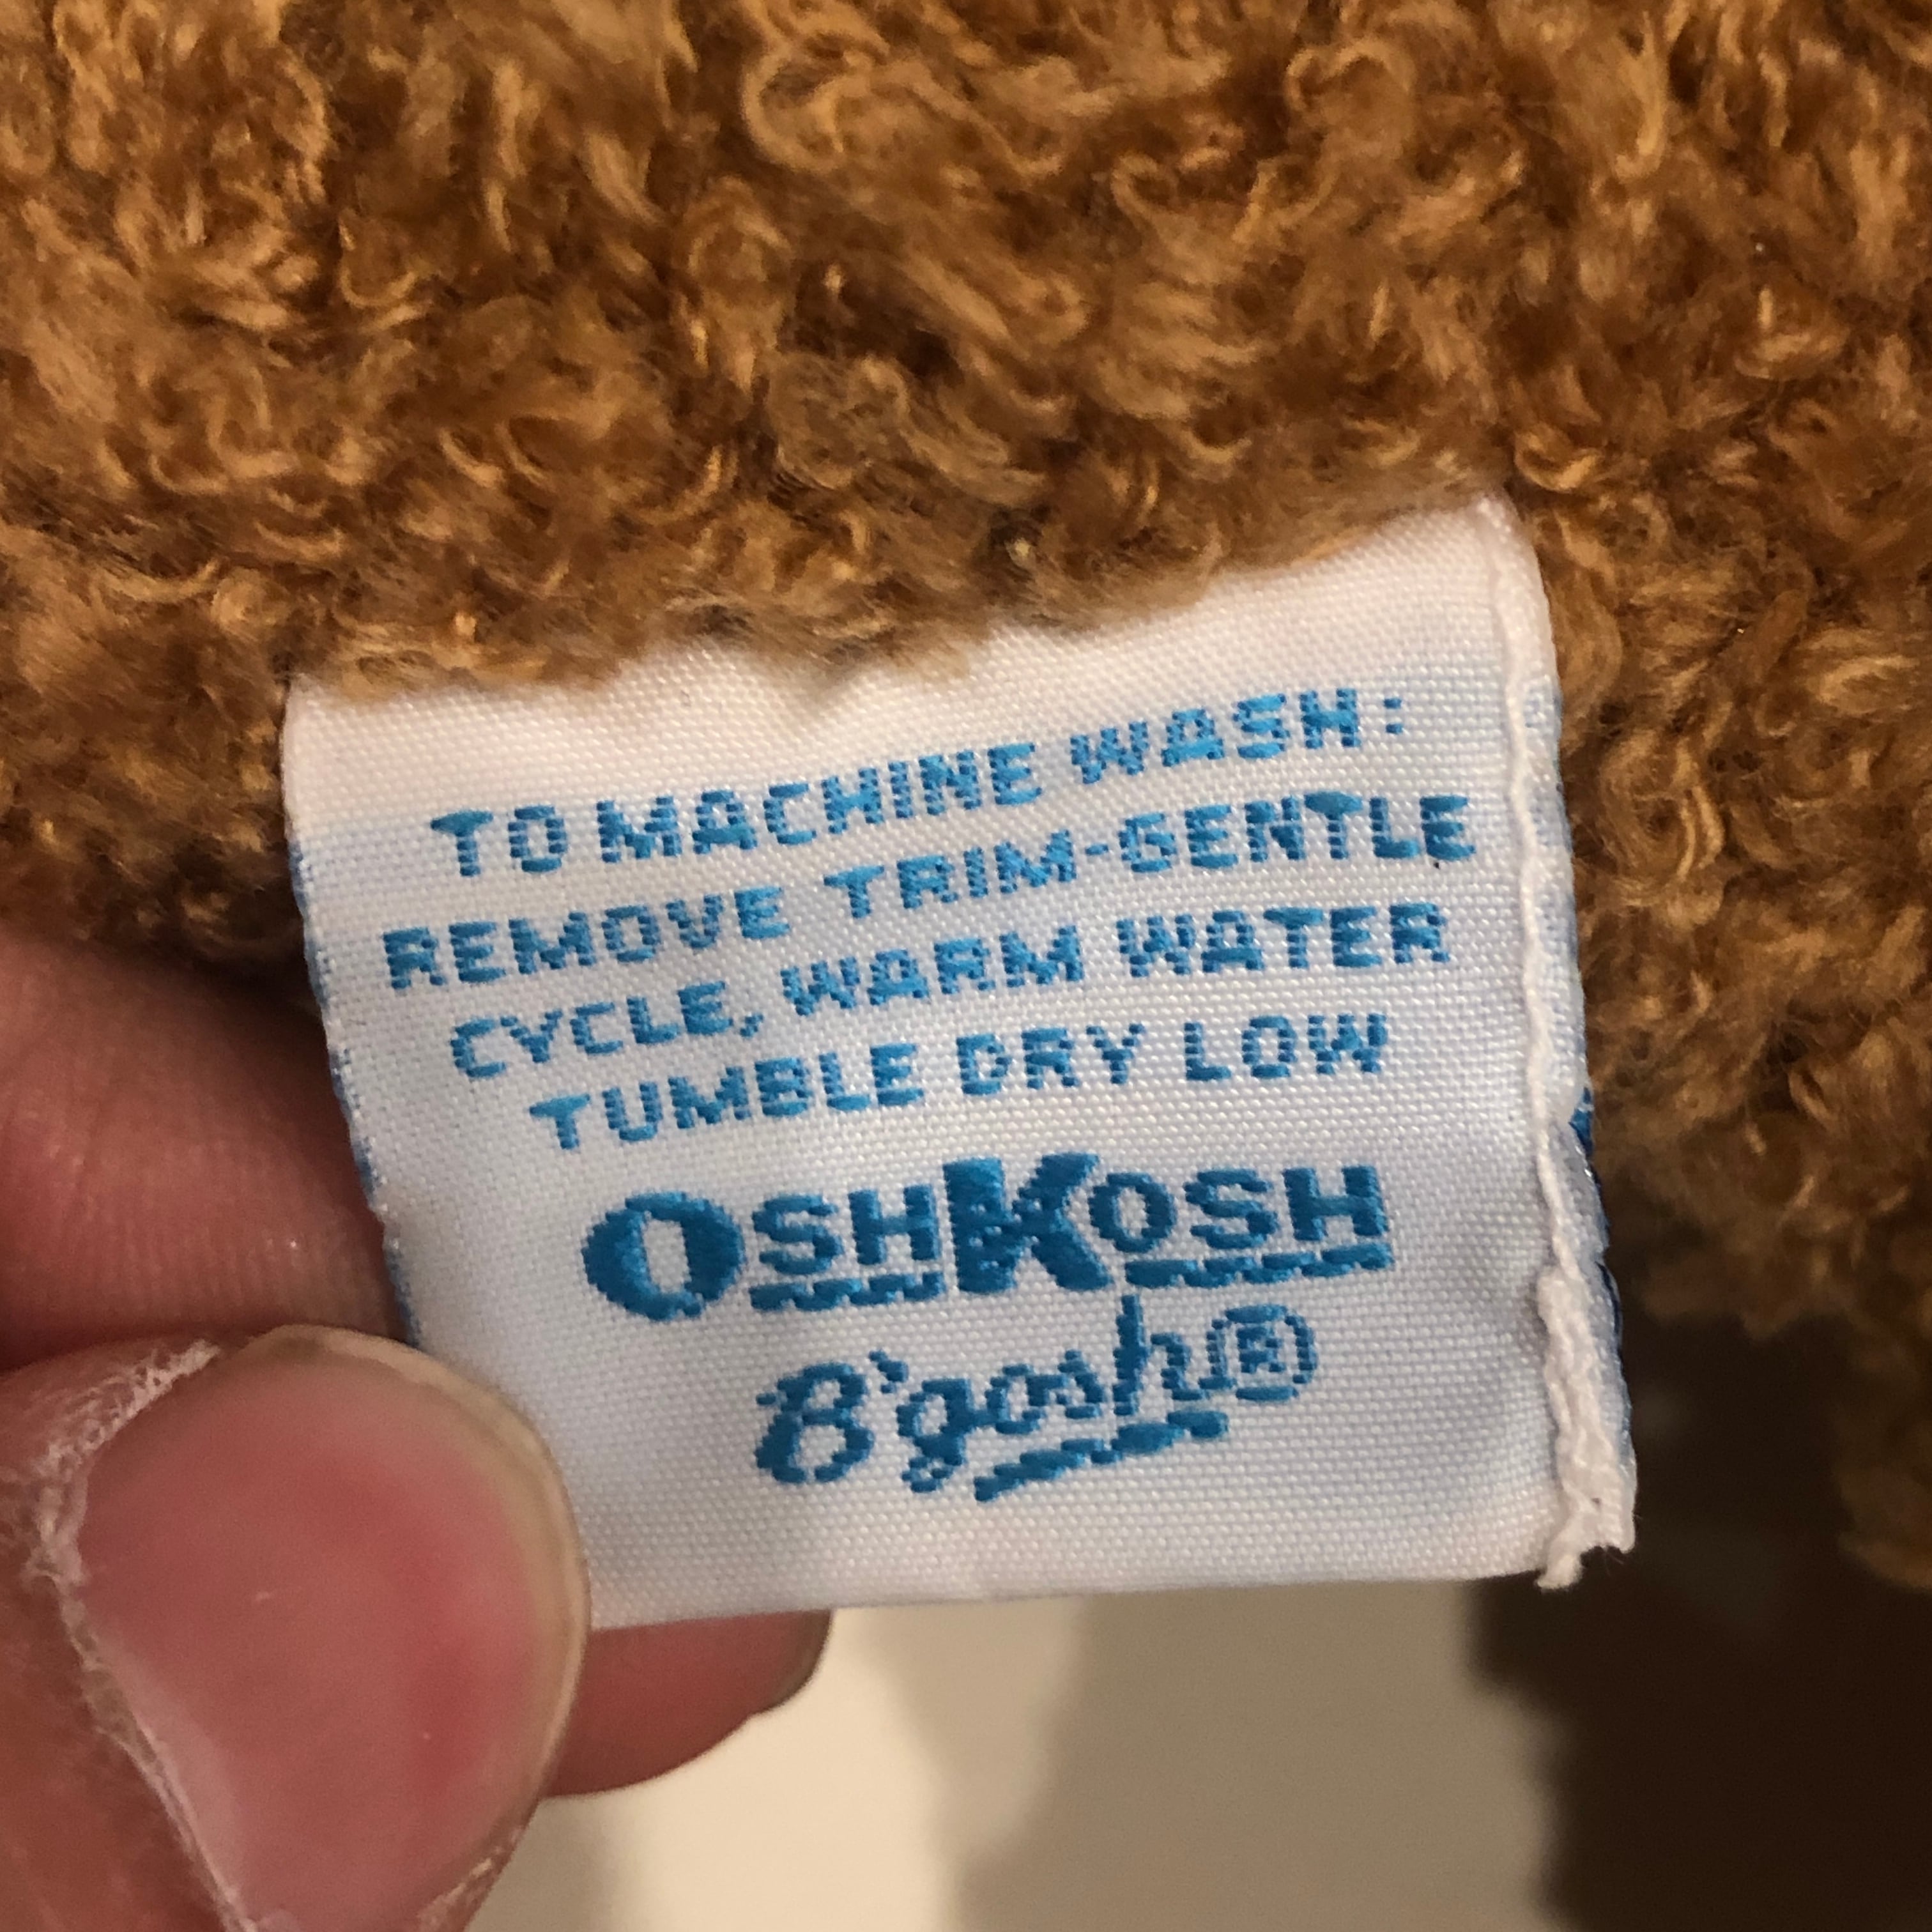 TO MACHINE WASH:
REMOVE TRIM-GENTLE
CYCLE, WARM WATER
TUMBLE DRY LOW
OSHKOSH
B'gosh®